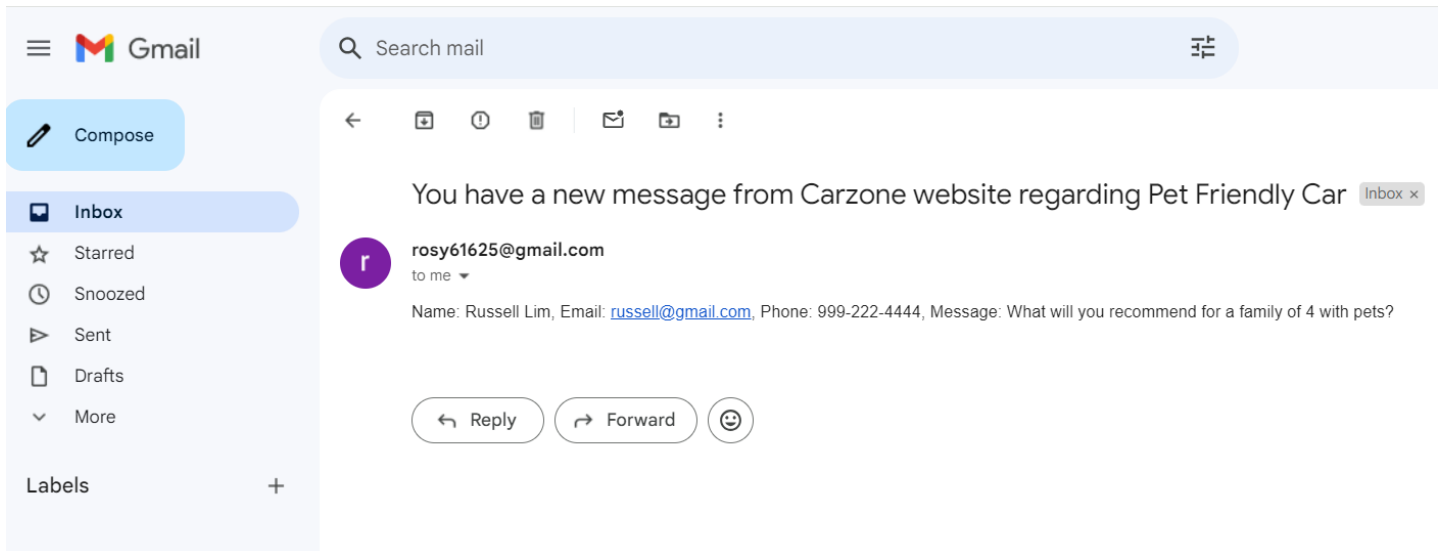 Gmail
Search mail
Compose
You have a new message from Carzone website regarding Pet Friendly Car Inbox ×
Inbox
rosy61625@gmail.com
r
Starred
to me
Snoozed
Name: Russell Lim, Email: russell@gmail.com, Phone: 999-222-4444, Message: What will you recommend for a family of 4 with pets?
Sent
Drafts
More
Reply
Forward
Labels +